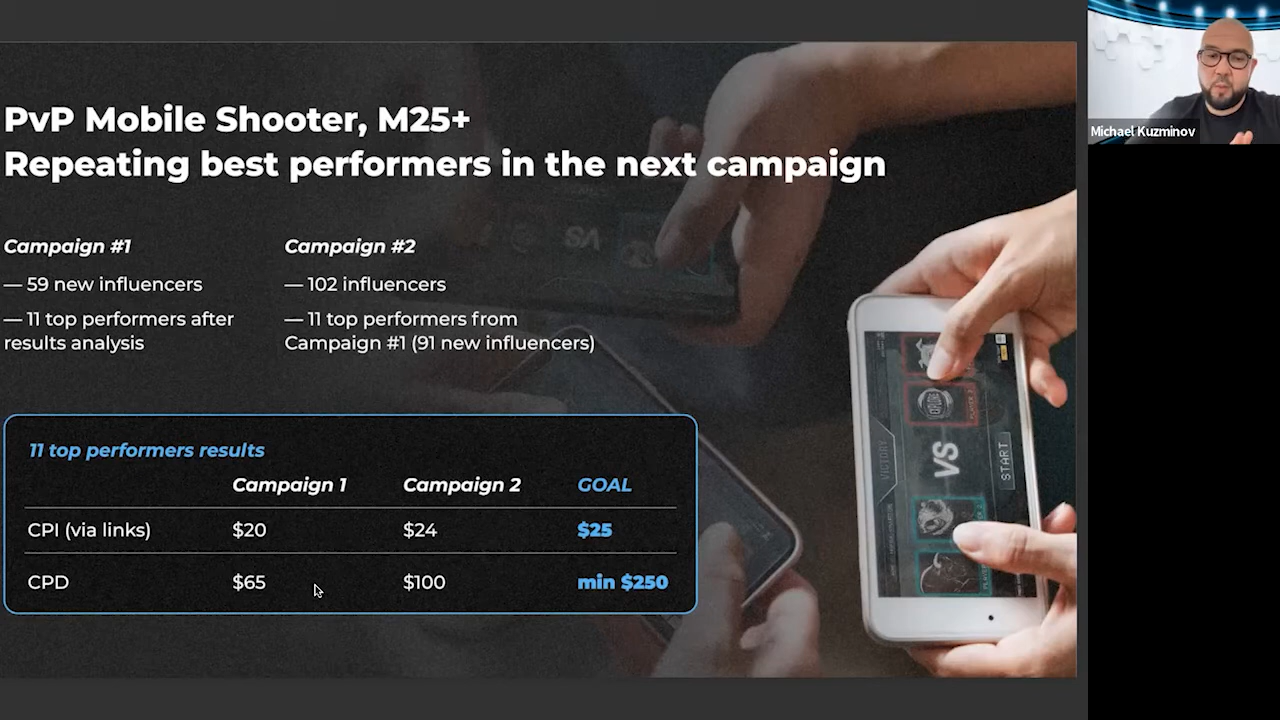 PvP Mobile Shooter, M25+
Repeating best performers in the next campaign
Campaign #1
— 59 new influencers
— 11 top performers after
results analysis
Campaign #2
— 102 influencers
— 11 top performers from
Campaign #1 (91 new influencers)
11 top performers results
Campaign 1 Campaign 2 GOAL
CPI (via links) $20 $24 $25
CPD $65 $100 min $250
VICTORY
EXPLORE
VS
START
Michael Kuzminov